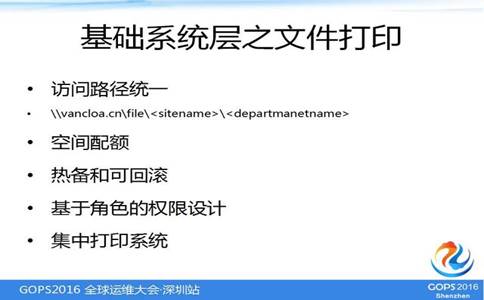 基础系统层之文件打印
• 访问路径统一
• \\vancloa.cn\file\<sitename>\<departmanetname>
• 空间配额
• 热备和可回滚
• 基于角色的权限设计
• 集中打印系统
GOPS2016 全球运维大会·深圳站
GOPS2016
Shenzhen